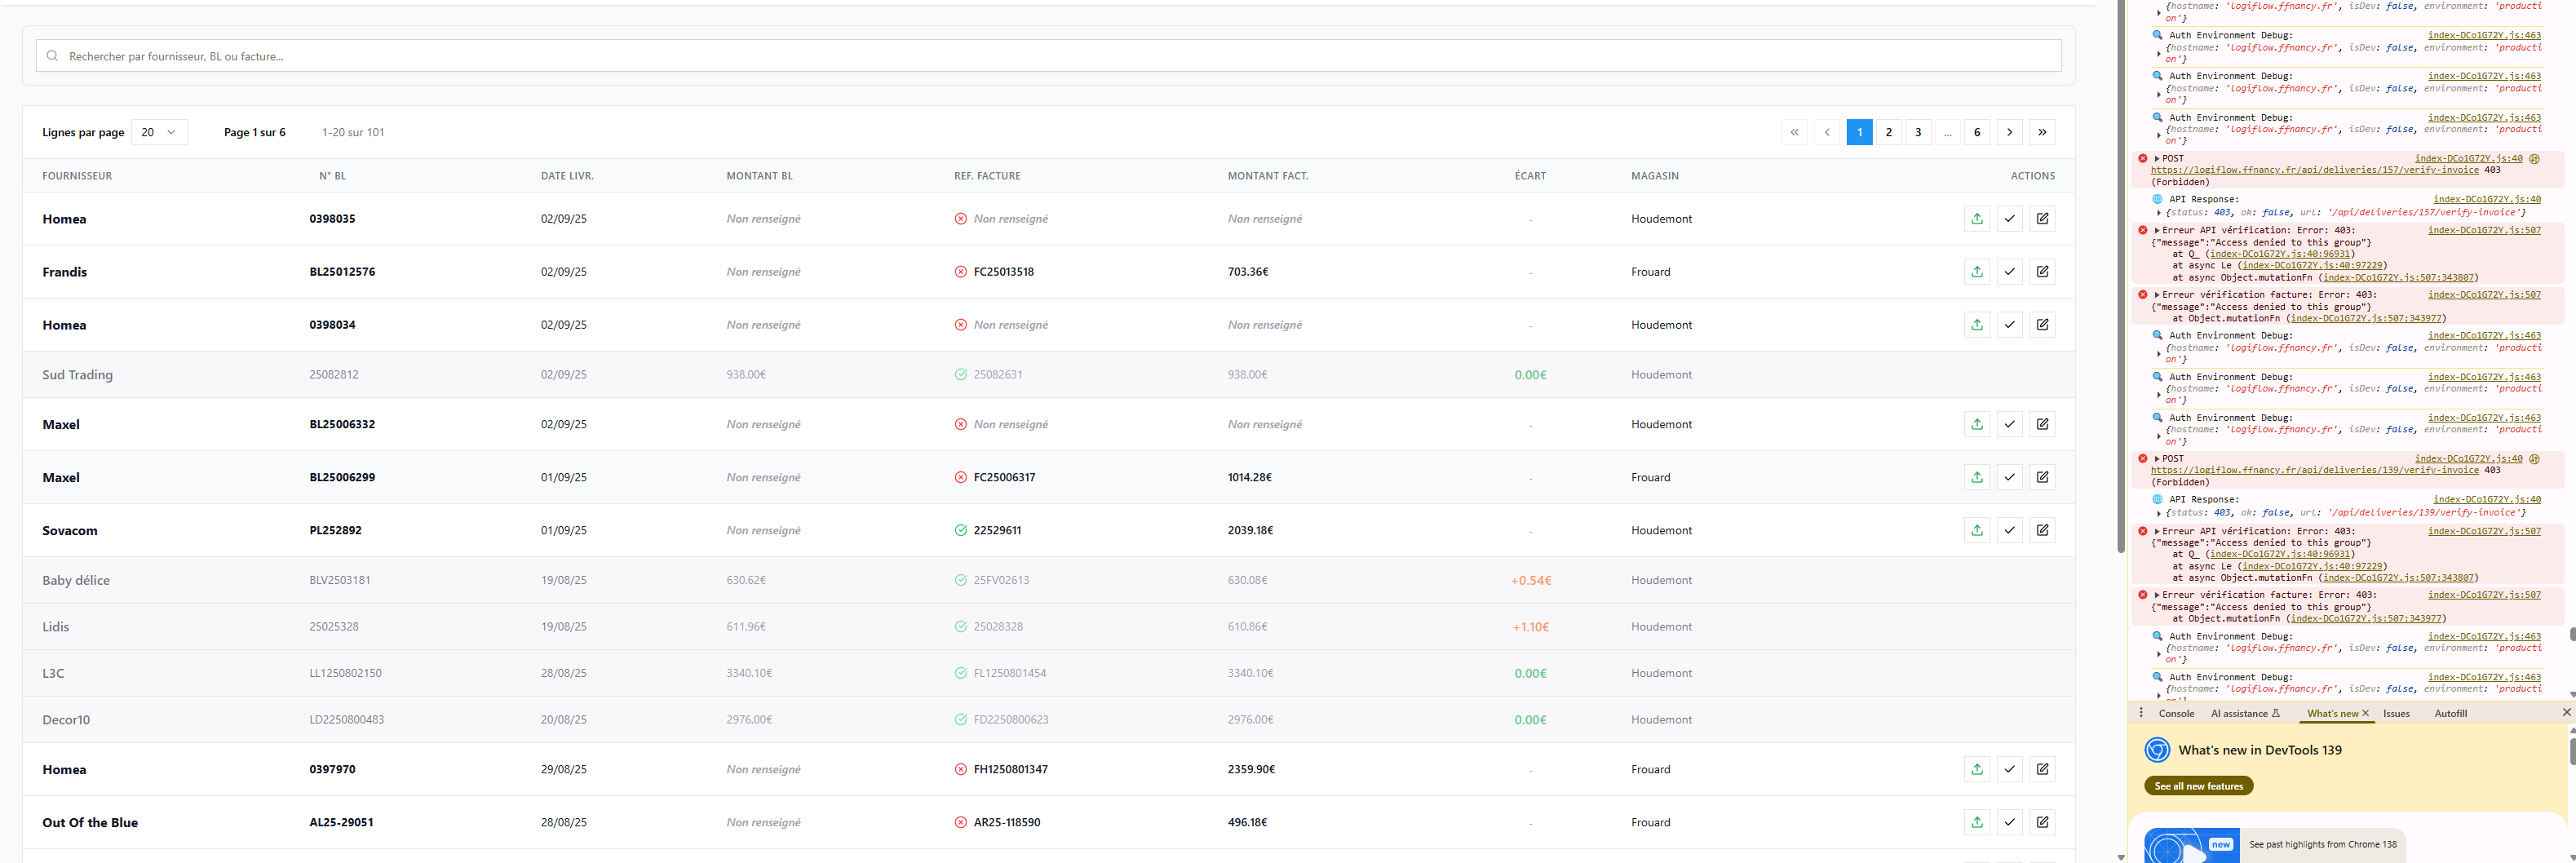 Rechercher par fournisseur, BL ou facture...
Lignes par page 20 Page 1 sur 6 1-20 sur 101 1 2 3 ... 6
FOURNISSEUR N° BL DATE LIVR. MONTANT BL REF. FACTURE MONTANT FACT. ÉCART MAGASIN ACTIONS
Homea 0398035 02/09/25 Non renseigné Non renseigné Non renseigné - Houdemont
Frandis BL25012576 02/09/25 Non renseigné FC25013518 703.36€ - Frouard
Homea 0398034 02/09/25 Non renseigné Non renseigné Non renseigné - Houdemont
Sud Trading 25082812 02/09/25 938.00€ 25082631 938.00€ 0.00€ Houdemont
Maxel BL25006332 02/09/25 Non renseigné Non renseigné Non renseigné - Houdemont
Maxel BL25006299 01/09/25 Non renseigné FC25006317 1014.28€ - Frouard
Sovacom PL252892 01/09/25 Non renseigné 22529611 2039.18€ - Houdemont
Baby délice BLV2503181 19/08/25 630.62€ 25FV02613 630.08€ +0.54€ Houdemont
Lidis 25025328 19/08/25 611.96€ 25028328 610.86€ +1.10€ Houdemont
L3C LL1250802150 28/08/25 3340.10€ FL1250801454 3340.10€ 0.00€ Houdemont
Decor10 LD2250800483 20/08/25 2976.00€ FD2250800623 2976.00€ 0.00€ Houdemont
Homea 0397970 29/08/25 Non renseigné FH1250801347 2359.90€ - Frouard
Out Of the Blue AL25-29051 28/08/25 Non renseigné AR25-118590 496.18€ - Frouard
{hostname: 'logiflow.ffnancy.fr', isDev: false, environment: 'producti
on'}
Auth Environment Debug: index-DCo1G72Y.js:463
{hostname: 'logiflow.ffnancy.fr', isDev: false, environment: 'producti
on'}
Auth Environment Debug: index-DCo1G72Y.js:463
{hostname: 'logiflow.ffnancy.fr', isDev: false, environment: 'producti
on'}
Auth Environment Debug: index-DCo1G72Y.js:463
{hostname: 'logiflow.ffnancy.fr', isDev: false, environment: 'producti
on'}
POST index-DCo1G72Y.js:40
https://logiflow.ffnancy.fr/api/deliveries/157/verify-invoice 403
(Forbidden)
API Response: index-DCo1G72Y.js:40
{status: 403, ok: false, url: '/api/deliveries/157/verify-invoice'}
Erreur API vérification: Error: 403: index-DCo1G72Y.js:507
{"message":"Access denied to this group"}
at Q_ (index-DCo1G72Y.js:40:96931)
at async Le (index-DCo1G72Y.js:40:97229)
at async Object.mutationFn (index-DCo1G72Y.js:507:343807)
Erreur vérification facture: Error: 403: index-DCo1G72Y.js:507
{"message":"Access denied to this group"}
at Object.mutationFn (index-DCo1G72Y.js:507:343977)
Auth Environment Debug: index-DCo1G72Y.js:463
{hostname: 'logiflow.ffnancy.fr', isDev: false, environment: 'producti
on'}
Auth Environment Debug: index-DCo1G72Y.js:463
{hostname: 'logiflow.ffnancy.fr', isDev: false, environment: 'producti
on'}
Auth Environment Debug: index-DCo1G72Y.js:463
{hostname: 'logiflow.ffnancy.fr', isDev: false, environment: 'producti
on'}
POST index-DCo1G72Y.js:40
https://logiflow.ffnancy.fr/api/deliveries/139/verify-invoice 403
(Forbidden)
API Response: index-DCo1G72Y.js:40
{status: 403, ok: false, url: '/api/deliveries/139/verify-invoice'}
Erreur API vérification: Error: 403: index-DCo1G72Y.js:507
{"message":"Access denied to this group"}
at Q_ (index-DCo1G72Y.js:40:96931)
at async Le (index-DCo1G72Y.js:40:97229)
at async Object.mutationFn (index-DCo1G72Y.js:507:343807)
Erreur vérification facture: Error: 403: index-DCo1G72Y.js:507
{"message":"Access denied to this group"}
at Object.mutationFn (index-DCo1G72Y.js:507:343977)
Auth Environment Debug: index-DCo1G72Y.js:463
{hostname: 'logiflow.ffnancy.fr', isDev: false, environment: 'producti
on'}
Auth Environment Debug: index-DCo1G72Y.js:463
{hostname: 'logiflow.ffnancy.fr', isDev: false, environment: 'producti
on'}
Console AI assistance What's new Issues Autofill
What's new in DevTools 139
See all new features
new See past highlights from Chrome 138